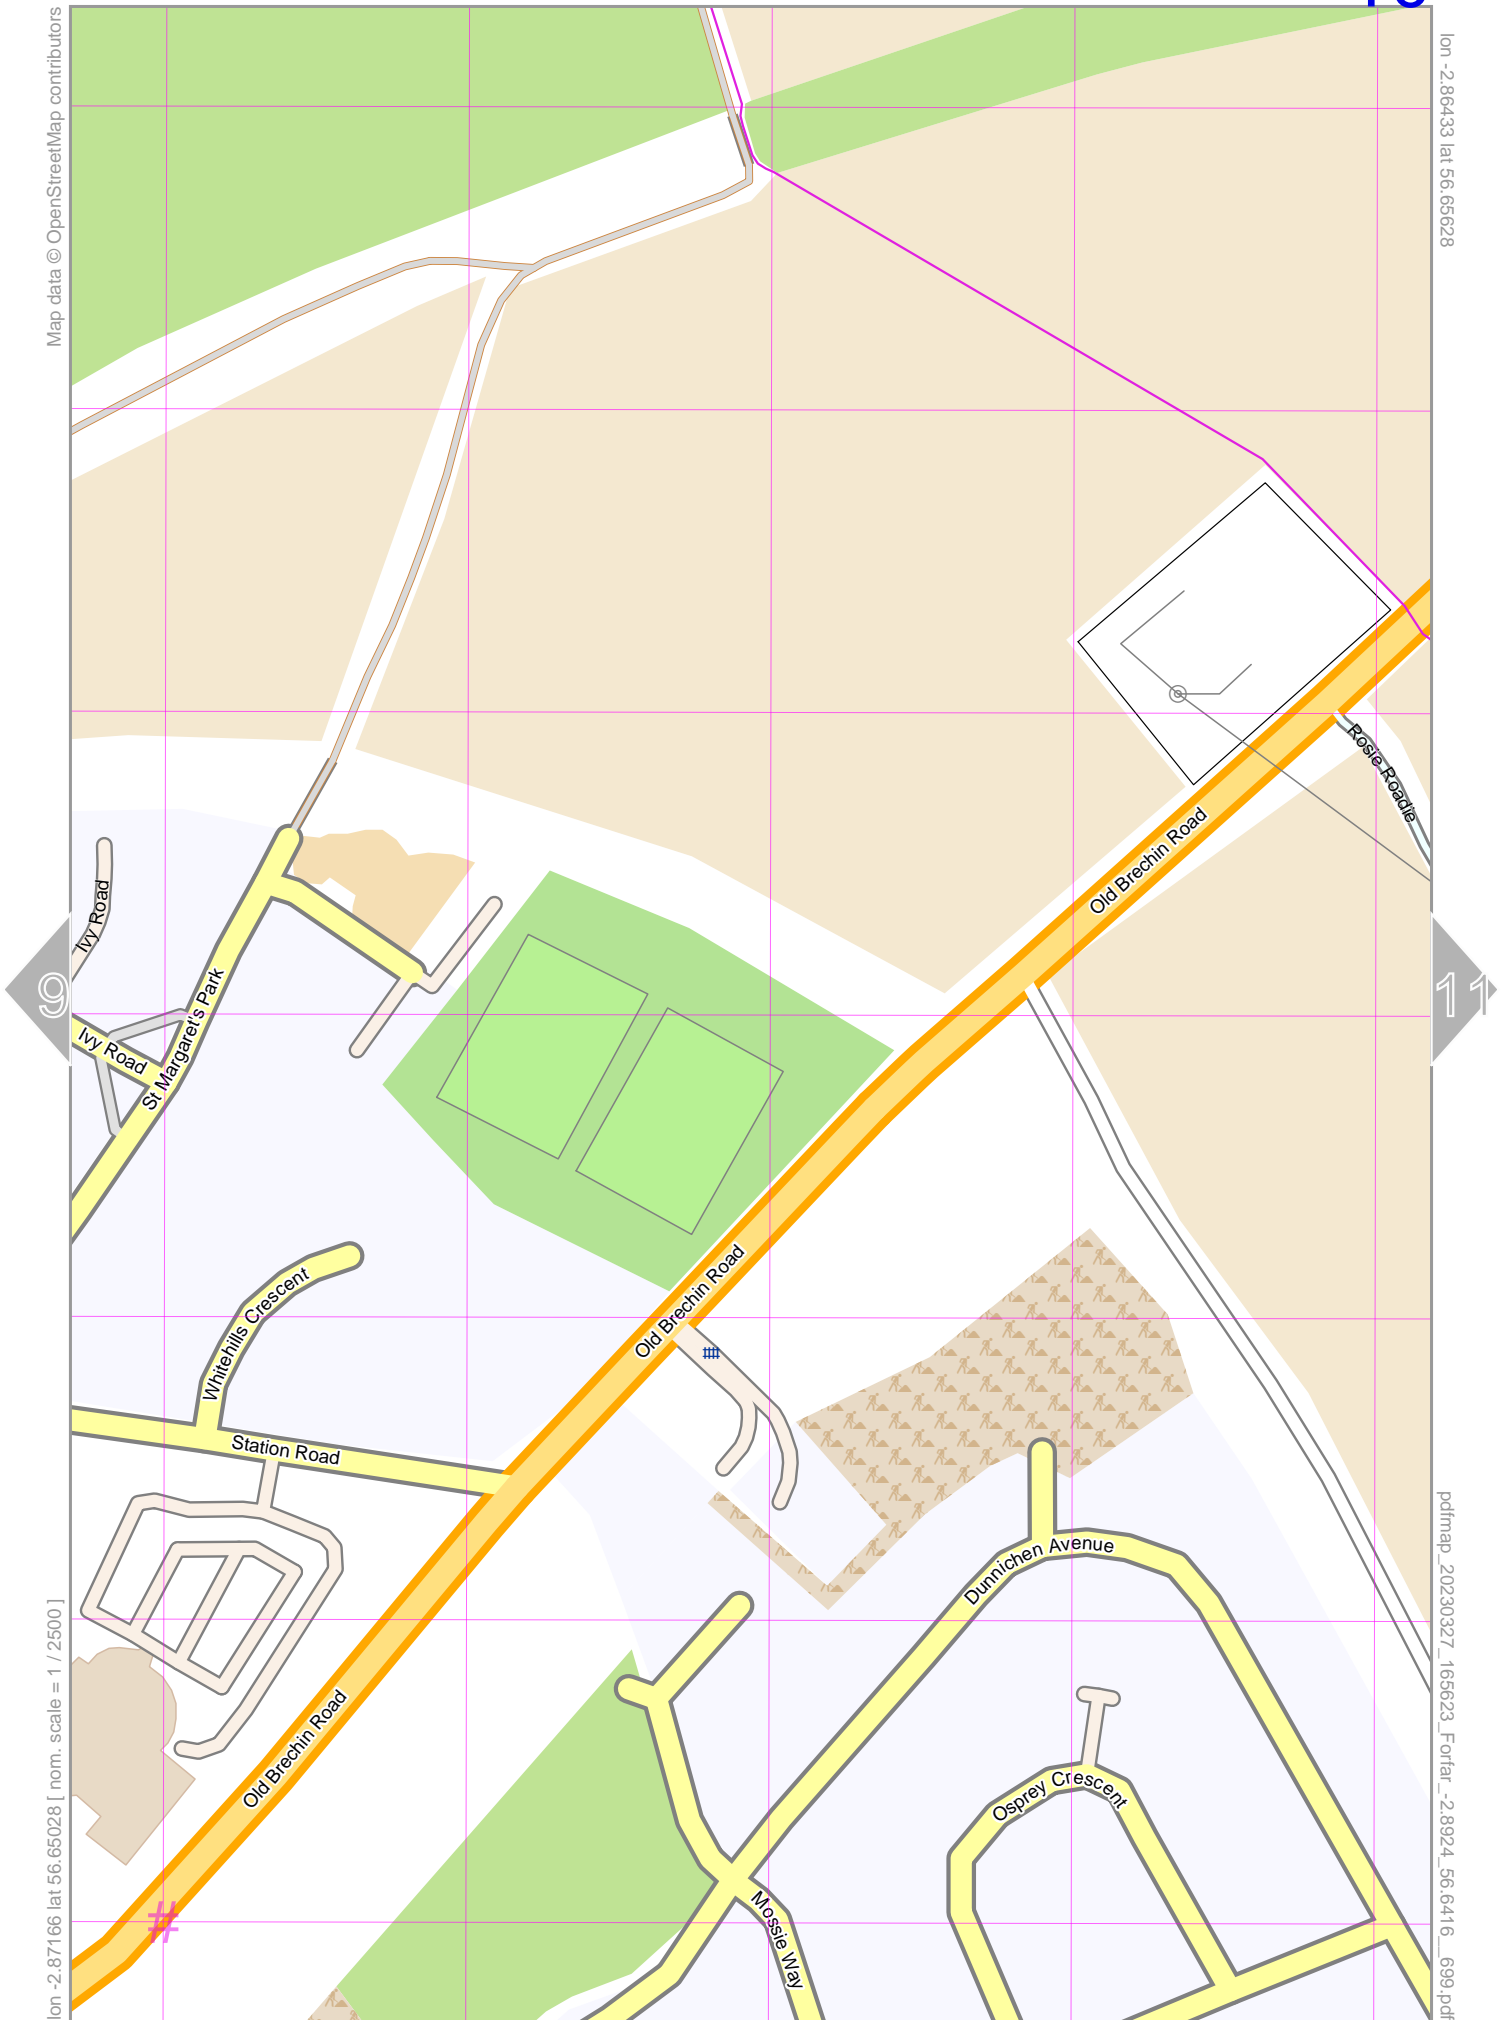 Map data © OpenStreetMap contributors
lon -2.86433 lat 56.65628
Rosie Roadie
Old Brechin Road
Ivy Road
9
11
St Margaret's Park
Ivy Road
Old Brechin Road
Whitehills Crescent
Station Road
Dunnichen Avenue
Old Brechin Road
Osprey Crescent
Mossie Way
#
lon -2.87166 lat 56.65028 [ nom. scale = 1 / 2500 ]
pdfmap_20230327_165623_Forfar_-2.8924_56.6416__699.pdf